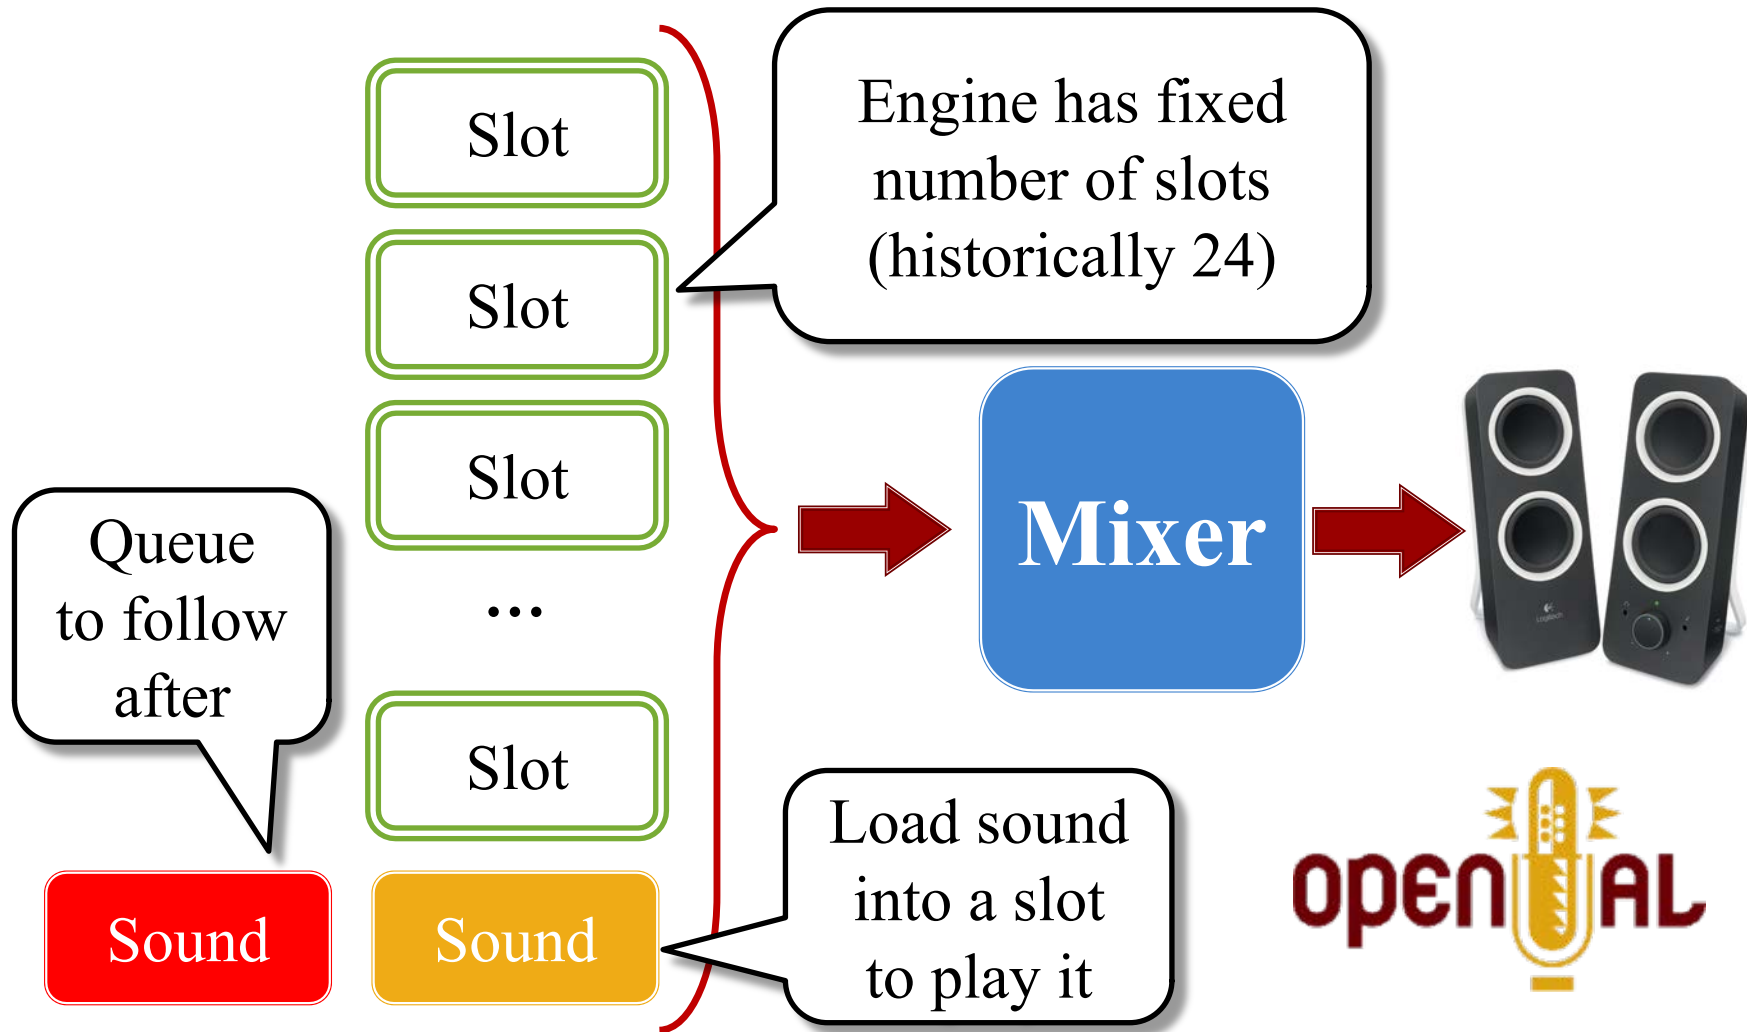 Slot
Engine has fixed
number of slots
(historically 24)
Slot
Slot
Queue
to follow
after
...
Mixer
Logitech
Slot
Load sound
into a slot
to play it
Sound
Sound
OPENAL